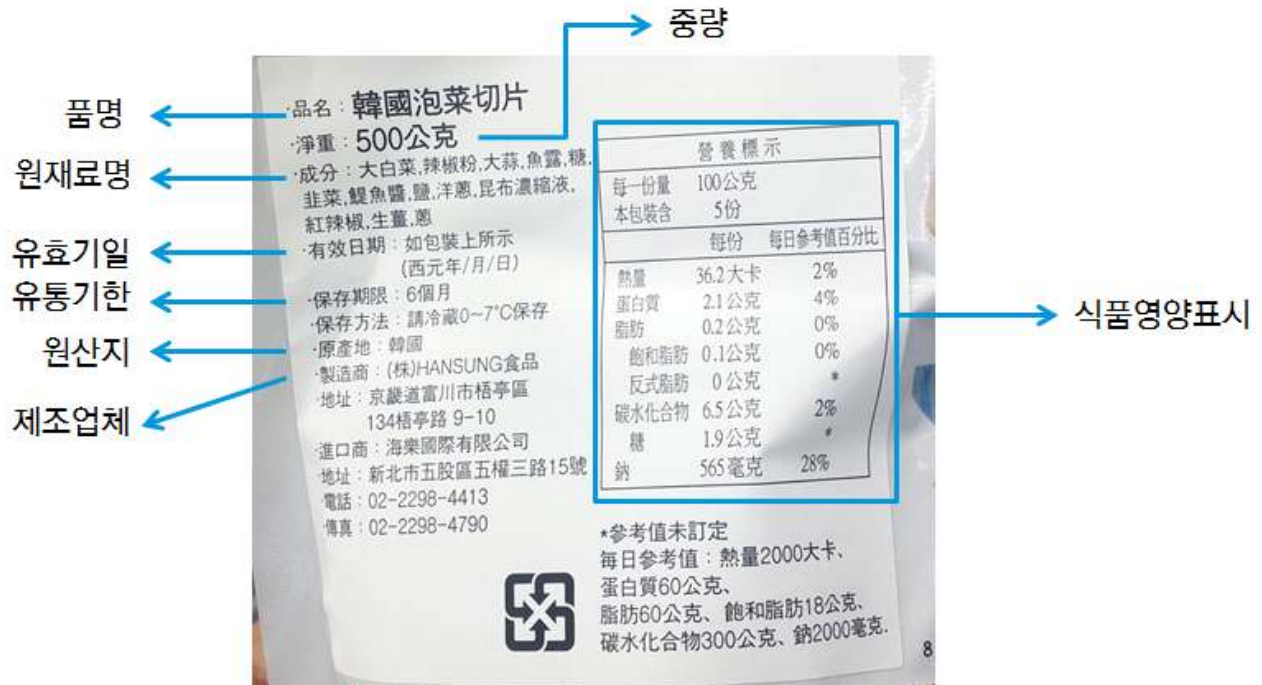 중량
품명
원재료명
유효기일
유통기한
원산지
제조업체
·品名：韓國泡菜切片
·淨重：500公克
·成分：大白菜,辣椒粉,大蒜,魚露,糖,
韭菜,鯷魚醬,鹽,洋蔥,昆布濃縮液,
紅辣椒,生薑,蔥
·有效日期：如包裝上所示
(西元年/月/日)
·保存期限：6個月
·保存方法：請冷藏0~7°C保存
·原產地：韓國
·製造商：(株)HANSUNG食品
·地址：京畿道富川市梧亭區
134梧亭路 9-10
·進口商：海樂國際有限公司
·地址：新北市五股區五權三路15號
·電話：02-2298-4413
·傳真：02-2298-4790
營養標示
每一份量 100公克
本包裝含 5份
每份 每日參考值百分比
熱量 36.2大卡 2%
蛋白質 2.1公克 4%
脂肪 0.2公克 0%
飽和脂肪 0.1公克 0%
反式脂肪 0公克 *
碳水化合物 6.5公克 2%
糖 1.9公克 *
鈉 565毫克 28%
*參考值未訂定
每日參考值：熱量2000大卡、
蛋白質60公克、
脂肪60公克、飽和脂肪18公克、
碳水化合物300公克、鈉2000毫克.
8
식품영양표시